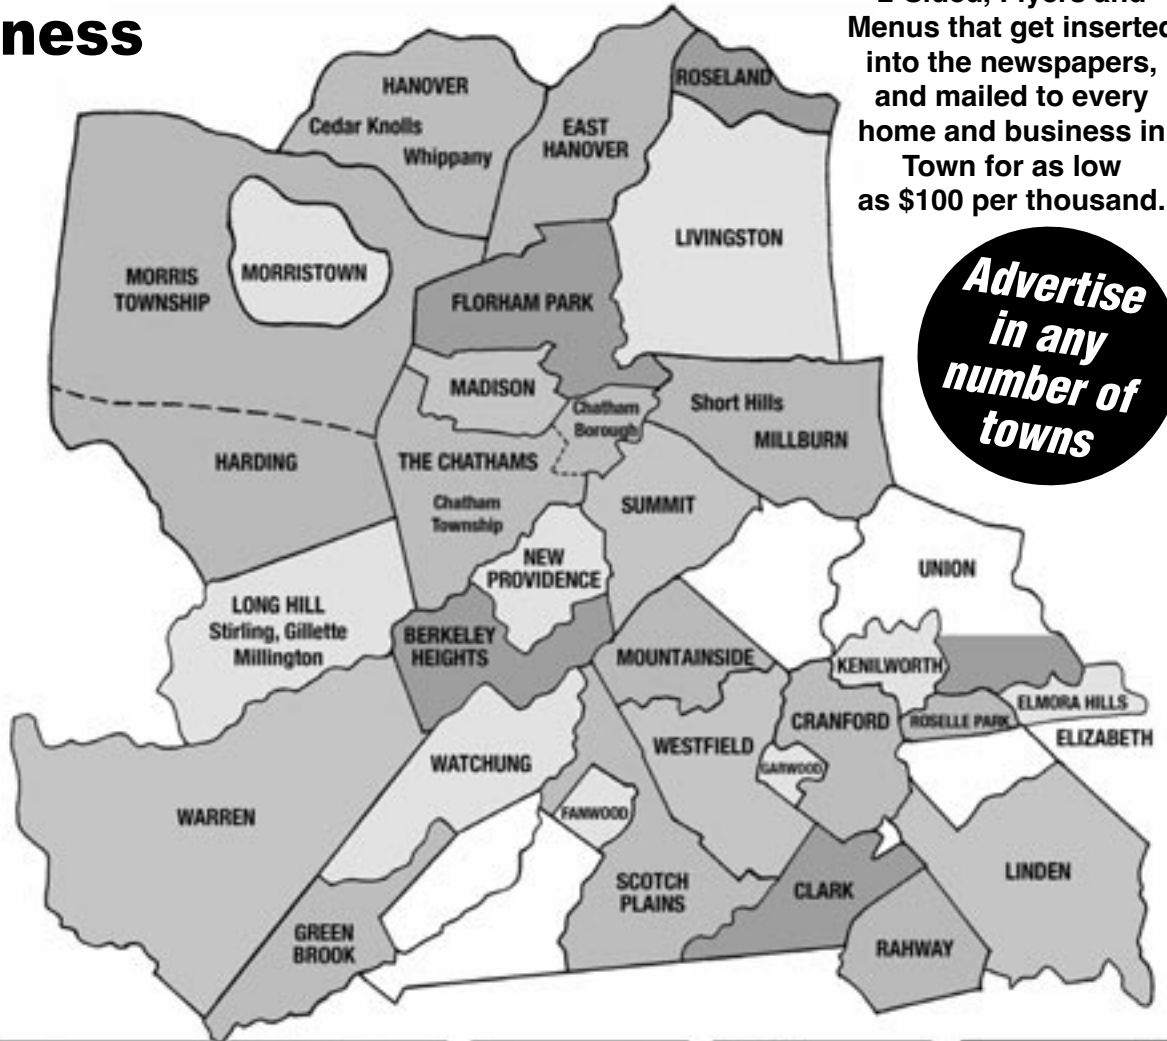 ness
2-Sided, Flyers and
Menus that get inserted
into the newspapers,
and mailed to every
home and business in
Town for as low
as $100 per thousand.
Advertise
in any
number of
towns
HANOVER
Cedar Knolls
Whippany
EAST
HANOVER
ROSELAND
LIVINGSTON
MORRIS
TOWNSHIP
MORRISTOWN
FLORHAM PARK
MADISON
Chatham
Borough
Short Hills
MILLBURN
HARDING
THE CHATHAMS
Chatham
Township
SUMMIT
NEW
PROVIDENCE
UNION
LONG HILL
Stirling, Gillette
Millington
BERKELEY
HEIGHTS
MOUNTAINSIDE
KENILWORTH
ELMORA HILLS
ROSELLE PARK
CRANFORD
ELIZABETH
WESTFIELD
GARWOOD
WATCHUNG
FANWOOD
WARREN
SCOTCH
PLAINS
CLARK
LINDEN
GREEN
BROOK
RAHWAY